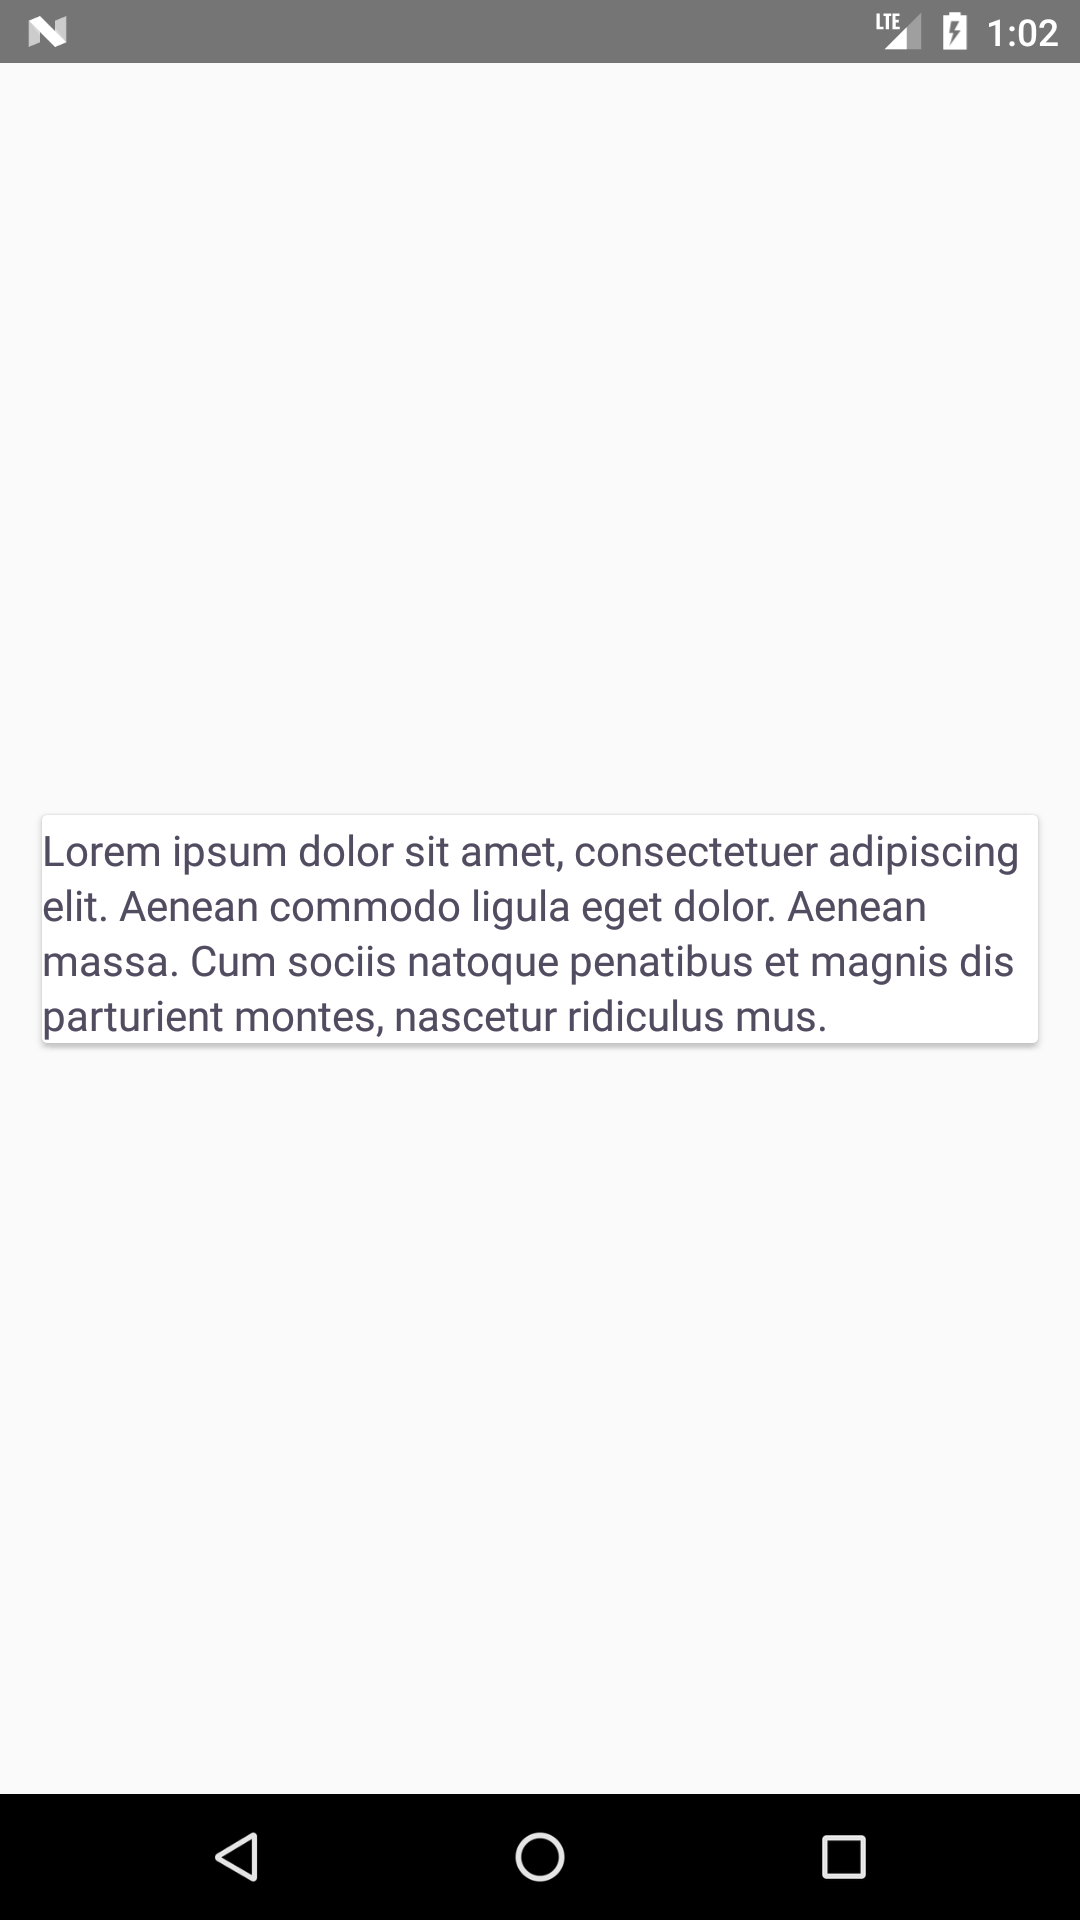 LTE 1:02
Lorem ipsum dolor sit amet, consectetuer adipiscing
elit. Aenean commodo ligula eget dolor. Aenean
massa. Cum sociis natoque penatibus et magnis dis
parturient montes, nascetur ridiculus mus.